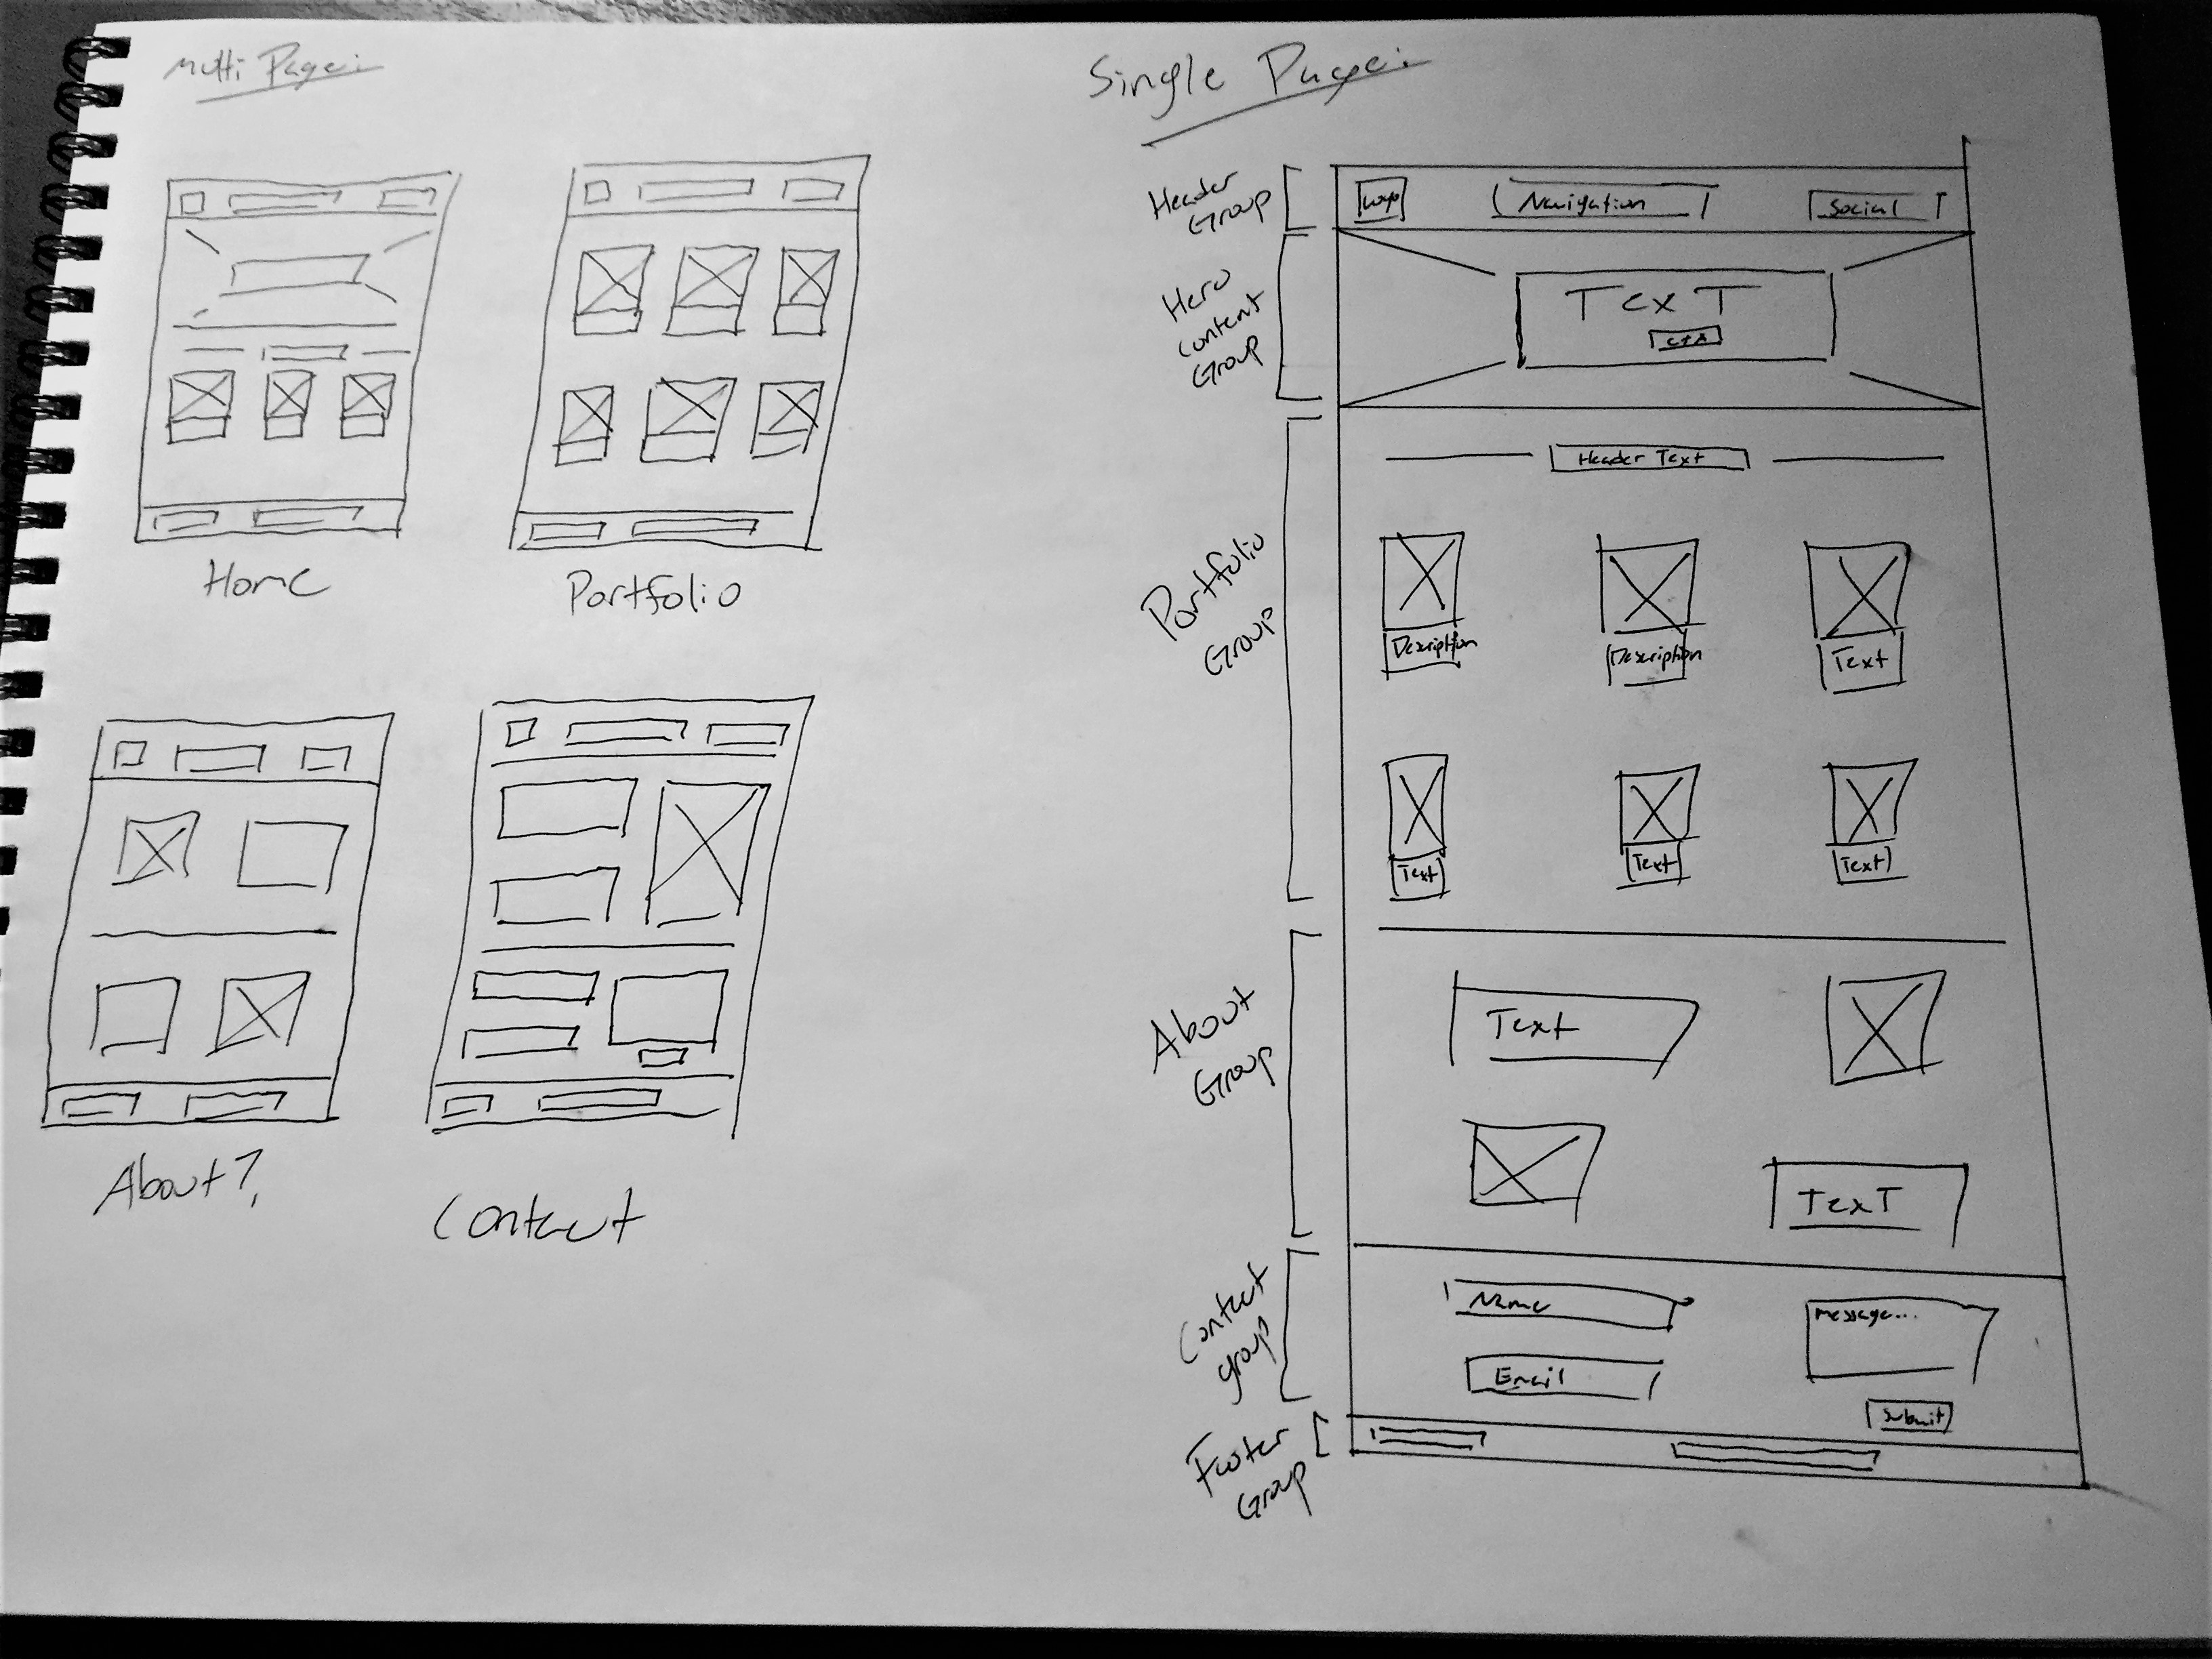 Multi Page:
Home
Portfolio
About?
Contact
Single Page:
Header
Group
Logo
Navigation
Social
Hero
Content
Group
Text
CTA
Portfolio
Group
Header Text
Description
Description
Text
Text
Text
Text
About
Group
Text
Text
Contact
group
Name
message...
Email
Submit
Footer
Group